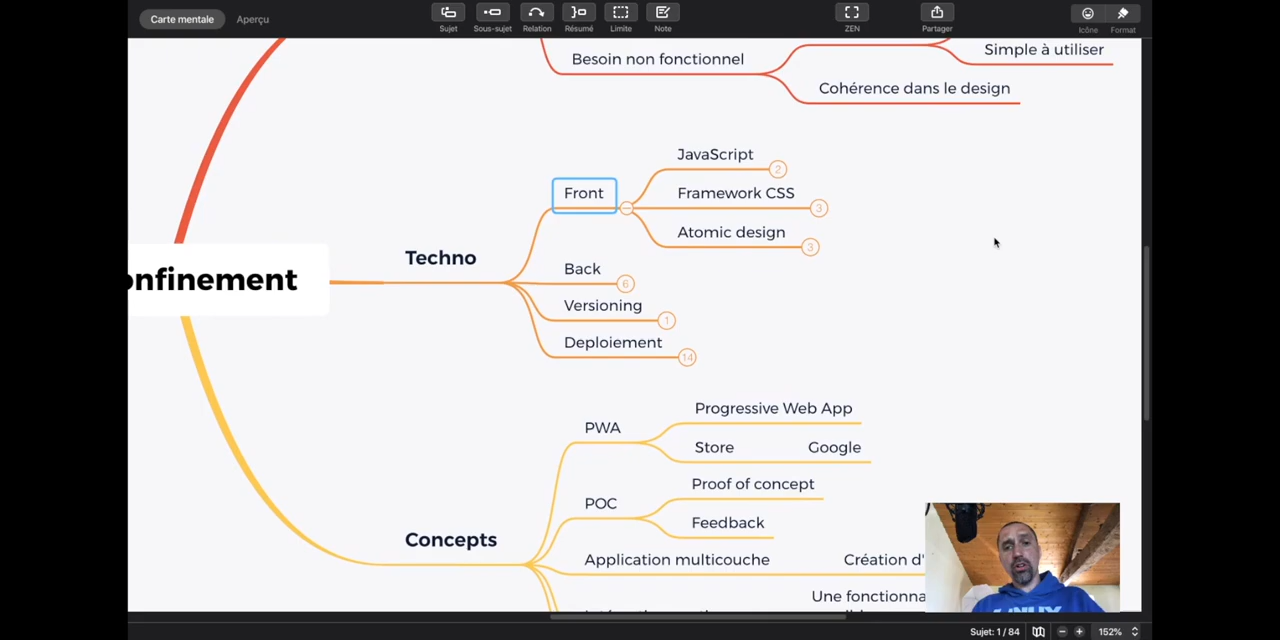 Carte mentale
Aperçu
Sujet
Sous-sujet
Relation
Résumé
Limite
Note
ZEN
Partager
Icône
Format
Besoin non fonctionnel
Simple à utiliser
Cohérence dans le design
onfinement
Techno
Front
JavaScript
2
Framework CSS
3
Atomic design
3
Back
6
Versioning
1
Deploiement
14
Concepts
PWA
Progressive Web App
Store
Google
POC
Proof of concept
Feedback
Application multicouche
Création d'
Une fonctionna
Sujet: 1 / 84
152%